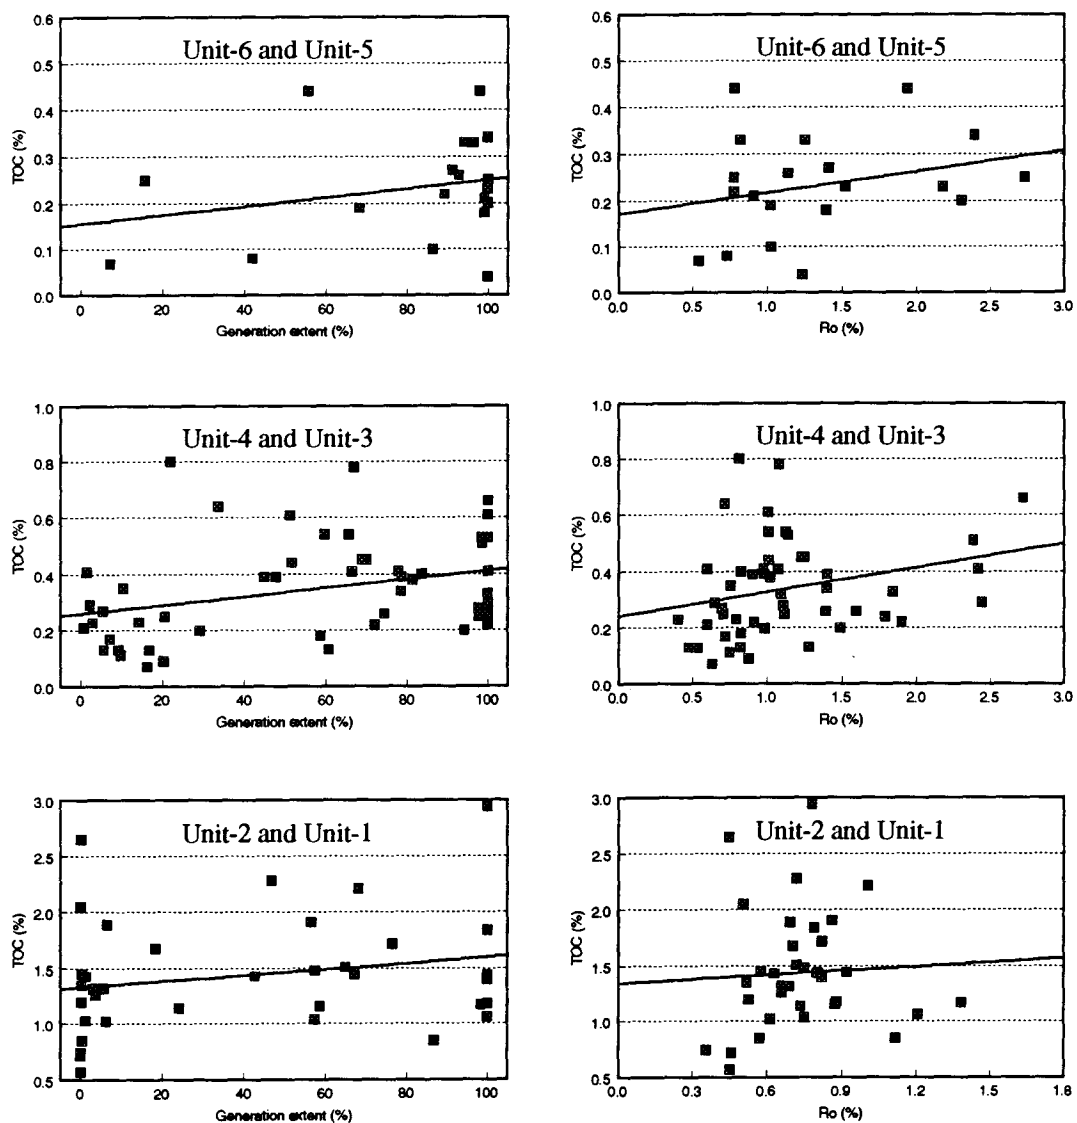 0.6
0.5
0.4
0.3
0.2
0.1
0.0
TOC (%)
Unit-6 and Unit-5
0 20 40 60 80 100
Generation extent (%)
0.6
0.5
0.4
0.3
0.2
0.1
0.0
TOC (%)
Unit-6 and Unit-5
0.0 0.5 1.0 1.5 2.0 2.5 3.0
Ro (%)
1.0
0.8
0.6
0.4
0.2
0.0
TOC (%)
Unit-4 and Unit-3
0 20 40 60 80 100
Generation extent (%)
1.0
0.8
0.6
0.4
0.2
0.0
TOC (%)
Unit-4 and Unit-3
0.0 0.5 1.0 1.5 2.0 2.5 3.0
Ro (%)
3.0
2.5
2.0
1.5
1.0
0.5
TOC (%)
Unit-2 and Unit-1
0 20 40 60 80 100
Generation extent (%)
3.0
2.5
2.0
1.5
1.0
0.5
TOC (%)
Unit-2 and Unit-1
0.0 0.3 0.6 0.9 1.2 1.5 1.8
Ro (%)